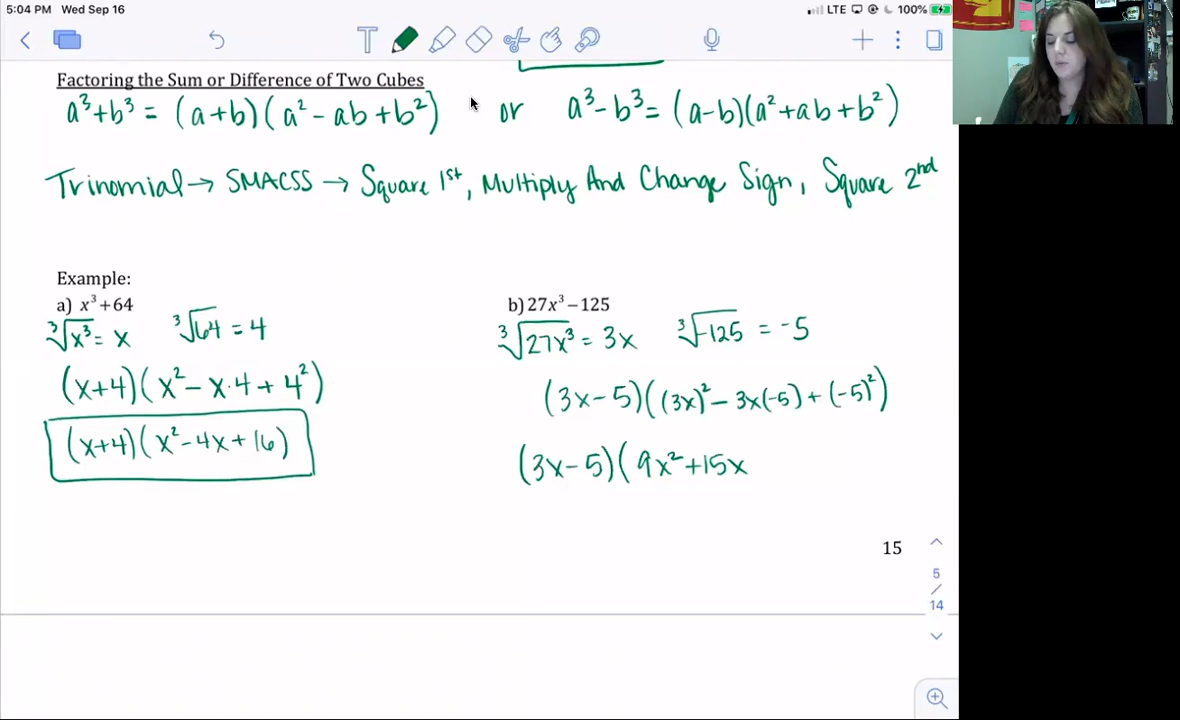 5:04 PM Wed Sep 16 LTE 100%
Factoring the Sum or Difference of Two Cubes
a³+b³ = (a+b)(a² - ab + b²) or a³-b³ = (a-b)(a²+ab+b²)
Trinomial → SMACSS → Square 1st, Multiply And Change Sign, Square 2nd
Example:
a) x³+64
∛x³ = x ∛64 = 4
(x+4)(x² - x·4 + 4²)
(x+4)(x² - 4x + 16)
b) 27x³-125
∛27x³ = 3x ∛-125 = -5
(3x-5)((3x)² - 3x(-5) + (-5)²)
(3x-5)(9x²+15x
15
5
/
14